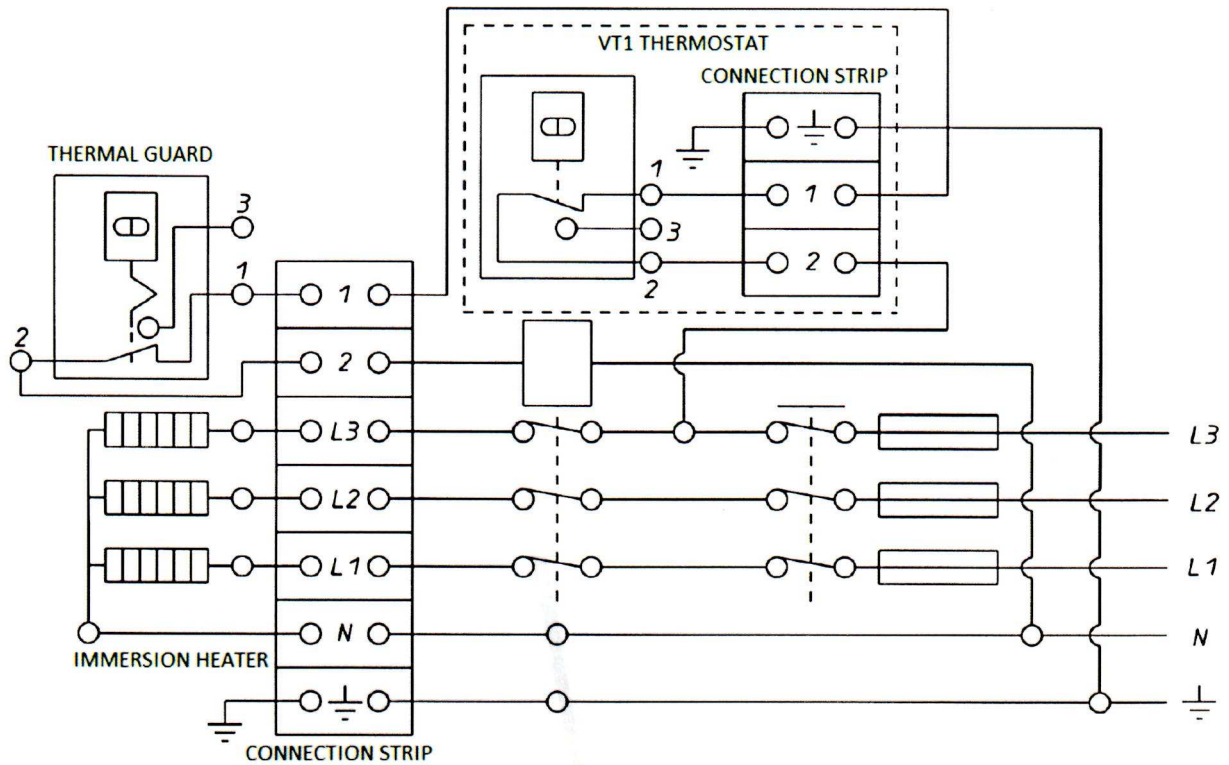 VT1 THERMOSTAT
CONNECTION STRIP
THERMAL GUARD
1
3
2
1
2
3
1
2
1
2
L3
L2
L1
N
L3
L2
L1
N
IMMERSION HEATER
CONNECTION STRIP